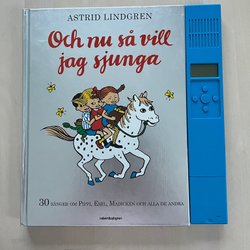 ASTRID LINDGREN
Och nu så vill
jag sjunga
30 SÅNGER OM PIPPI, EMIL, MADICKEN OCH ALLA DE ANDRA
rabén&sjögren